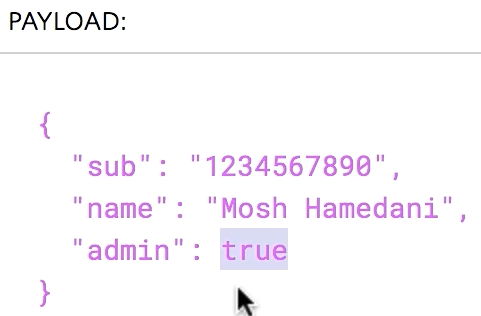 PAYLOAD:
{
"sub": "1234567890",
"name": "Mosh Hamedani",
"admin": true
}